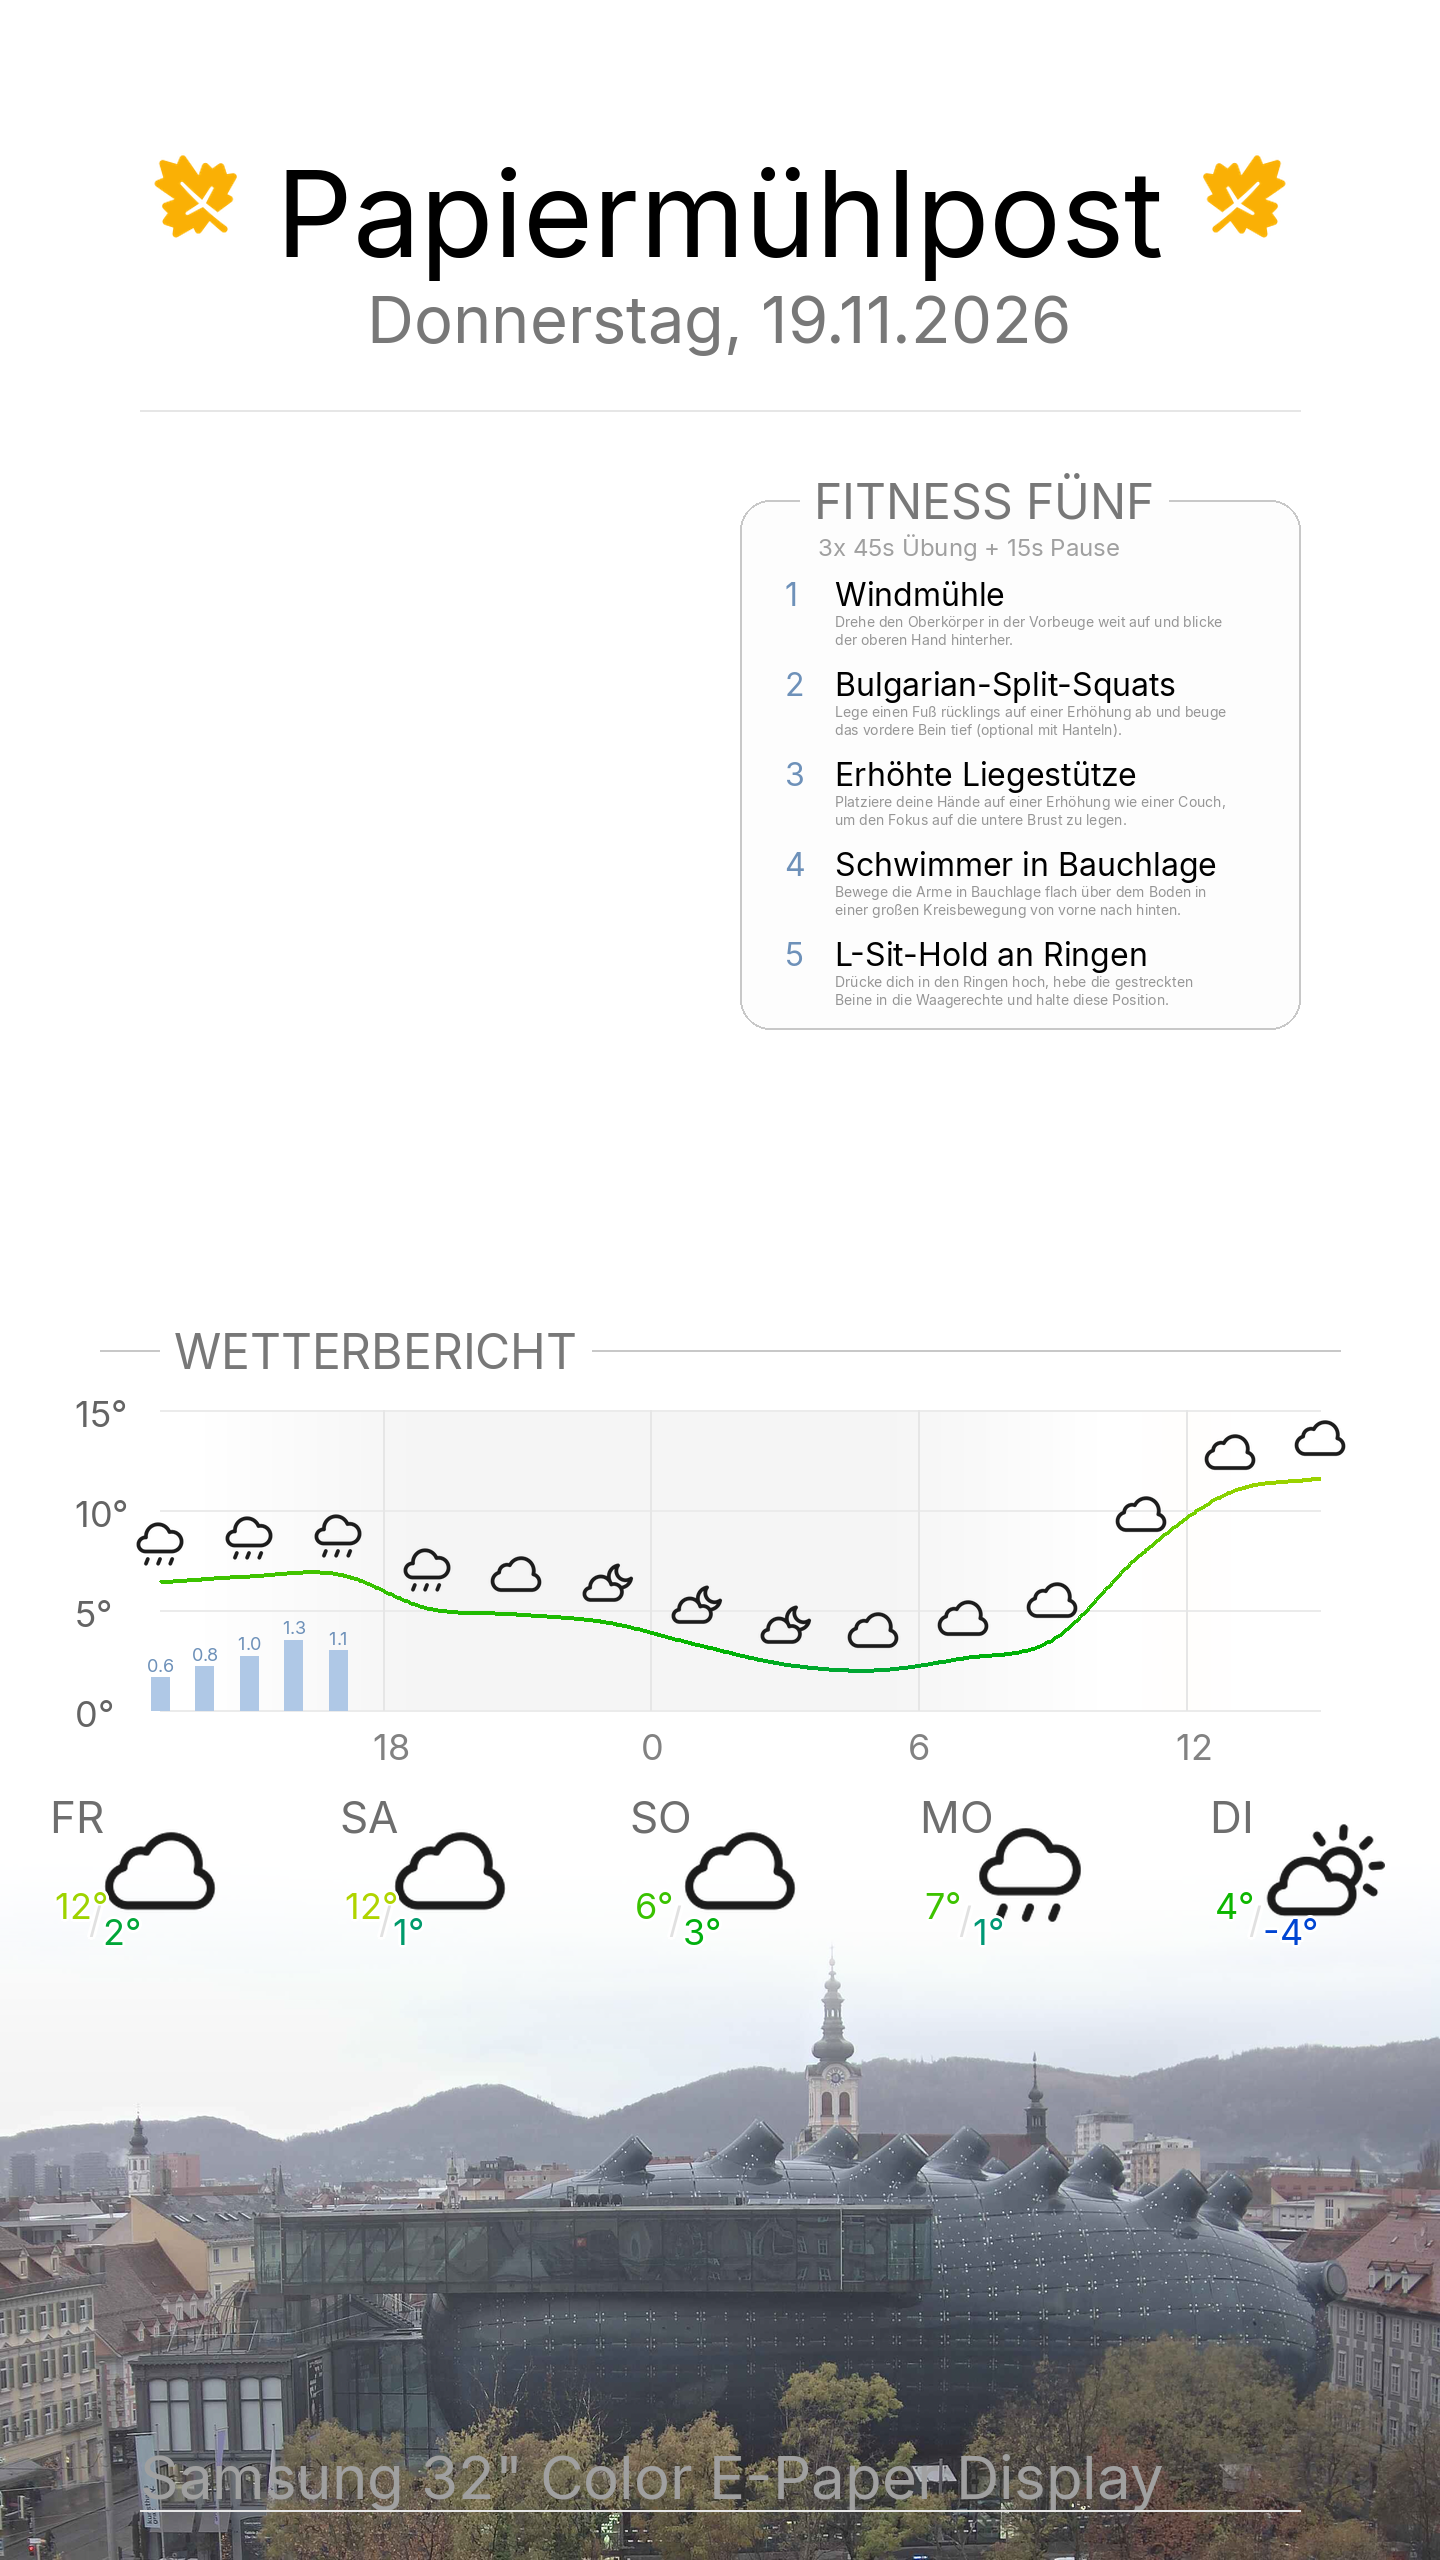 Papiermühlpost
Donnerstag, 19.11.2026
FITNESS FÜNF
3x 45s Übung + 15s Pause
1 Windmühle
Drehe den Oberkörper in der Vorbeuge weit auf und blicke
der oberen Hand hinterher.
2 Bulgarian-Split-Squats
Lege einen Fuß rücklings auf einer Erhöhung ab und beuge
das vordere Bein tief (optional mit Hanteln).
3 Erhöhte Liegestütze
Platziere deine Hände auf einer Erhöhung wie einer Couch,
um den Fokus auf die untere Brust zu legen.
4 Schwimmer in Bauchlage
Bewege die Arme in Bauchlage flach über dem Boden in
einer großen Kreisbewegung von vorne nach hinten.
5 L-Sit-Hold an Ringen
Drücke dich in den Ringen hoch, hebe die gestreckten
Beine in die Waagerechte und halte diese Position.
WETTERBERICHT
15°
10°
5°
0°
0.6 0.8 1.0 1.3 1.1
18 0 6 12
FR SA SO MO DI
12°/2° 12°/1° 6°/3° 7°/1° 4°/-4°
Samsung 32" Color E-Paper Display